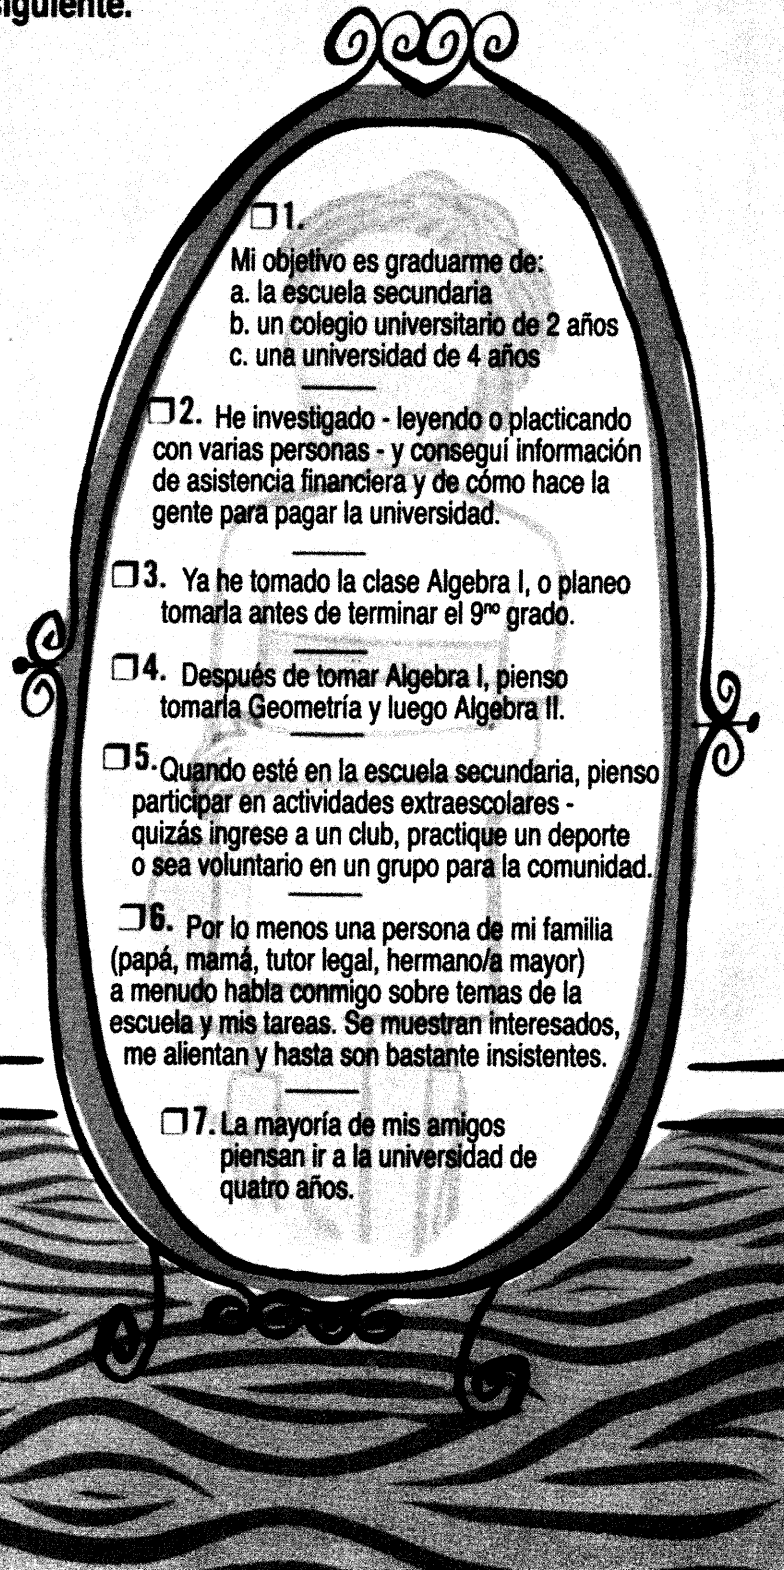 siguiente.
☐1.
Mi objetivo es graduarme de:
a. la escuela secundaria
b. un colegio universitario de 2 años
c. una universidad de 4 años
☐2. He investigado - leyendo o placticando
con varias personas - y conseguí información
de asistencia financiera y de cómo hace la
gente para pagar la universidad.
☐3. Ya he tomado la clase Algebra I, o planeo
tomarla antes de terminar el 9ⁿᵒ grado.
☐4. Después de tomar Algebra I, pienso
tomarla Geometría y luego Algebra II.
☐5. Quando esté en la escuela secundaria, pienso
participar en actividades extraescolares -
quizás ingrese a un club, practique un deporte
o sea voluntario en un grupo para la comunidad.
☐6. Por lo menos una persona de mi familia
(papá, mamá, tutor legal, hermano/a mayor)
a menudo habla conmigo sobre temas de la
escuela y mis tareas. Se muestran interesados,
me alientan y hasta son bastante insistentes.
☐7. La mayoría de mis amigos
piensan ir a la universidad de
quatro años.